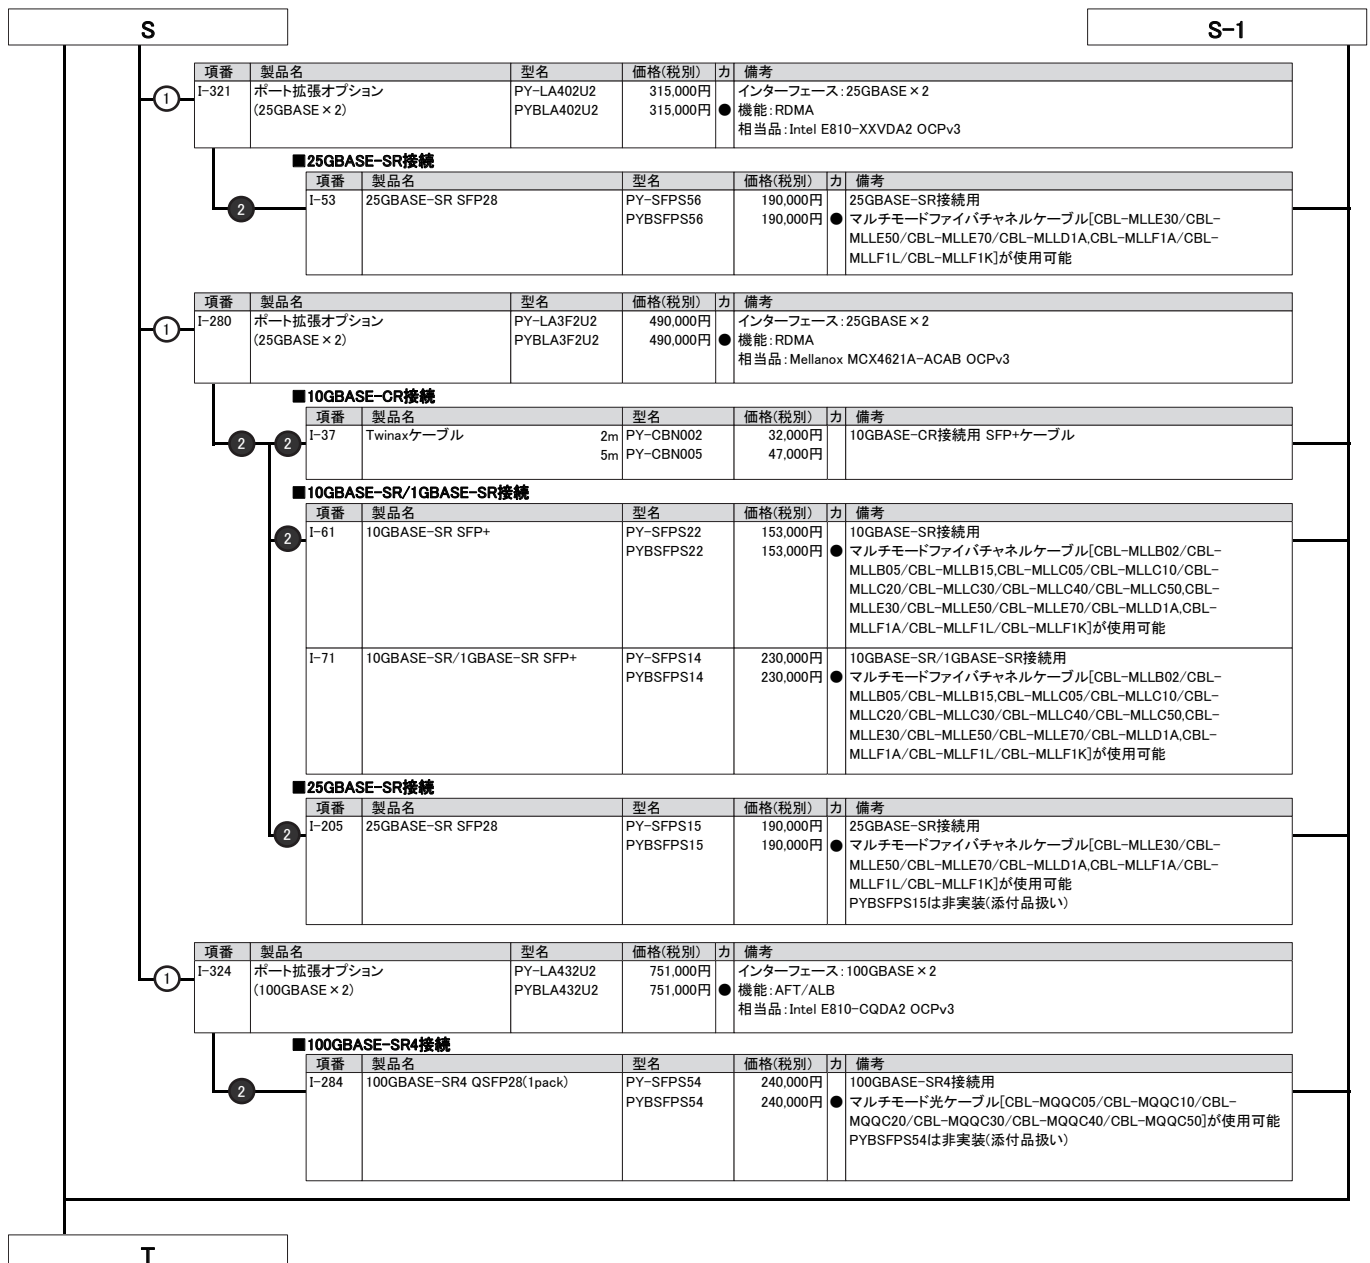 S
S-1
項番 製品名 型名 価格(税別) カ 備考
① I-321 ポート拡張オプション PY-LA402U2 315,000円 インターフェース：25GBASE×2
(25GBASE×2) PYBLA402U2 315,000円 ● 機能：RDMA
相当品：Intel E810-XXVDA2 OCPv3
■25GBASE-SR接続
項番 製品名 型名 価格(税別) カ 備考
2 I-53 25GBASE-SR SFP28 PY-SFPS56 190,000円 25GBASE-SR接続用
PYBSFPS56 190,000円 ● マルチモードファイバチャネルケーブル[CBL-MLLE30/CBL-
MLLE50/CBL-MLLE70/CBL-MLLD1A,CBL-MLLF1A/CBL-
MLLF1L/CBL-MLLF1K]が使用可能
項番 製品名 型名 価格(税別) カ 備考
① I-280 ポート拡張オプション PY-LA3F2U2 490,000円 インターフェース：25GBASE×2
(25GBASE×2) PYBLA3F2U2 490,000円 ● 機能：RDMA
相当品：Mellanox MCX4621A-ACAB OCPv3
■10GBASE-CR接続
項番 製品名 型名 価格(税別) カ 備考
2 2 I-37 Twinaxケーブル 2m PY-CBN002 32,000円 10GBASE-CR接続用 SFP+ケーブル
5m PY-CBN005 47,000円
■10GBASE-SR/1GBASE-SR接続
項番 製品名 型名 価格(税別) カ 備考
2 I-61 10GBASE-SR SFP+ PY-SFPS22 153,000円 10GBASE-SR接続用
PYBSFPS22 153,000円 ● マルチモードファイバチャネルケーブル[CBL-MLLB02/CBL-
MLLB05/CBL-MLLB15,CBL-MLLC05/CBL-MLLC10/CBL-
MLLC20/CBL-MLLC30/CBL-MLLC40/CBL-MLLC50,CBL-
MLLE30/CBL-MLLE50/CBL-MLLE70/CBL-MLLD1A,CBL-
MLLF1A/CBL-MLLF1L/CBL-MLLF1K]が使用可能
I-71 10GBASE-SR/1GBASE-SR SFP+ PY-SFPS14 230,000円 10GBASE-SR/1GBASE-SR接続用
PYBSFPS14 230,000円 ● マルチモードファイバチャネルケーブル[CBL-MLLB02/CBL-
MLLB05/CBL-MLLB15,CBL-MLLC05/CBL-MLLC10/CBL-
MLLC20/CBL-MLLC30/CBL-MLLC40/CBL-MLLC50,CBL-
MLLE30/CBL-MLLE50/CBL-MLLE70/CBL-MLLD1A,CBL-
MLLF1A/CBL-MLLF1L/CBL-MLLF1K]が使用可能
■25GBASE-SR接続
項番 製品名 型名 価格(税別) カ 備考
2 I-205 25GBASE-SR SFP28 PY-SFPS15 190,000円 25GBASE-SR接続用
PYBSFPS15 190,000円 ● マルチモードファイバチャネルケーブル[CBL-MLLE30/CBL-
MLLE50/CBL-MLLE70/CBL-MLLD1A,CBL-MLLF1A/CBL-
MLLF1L/CBL-MLLF1K]が使用可能
PYBSFPS15は非実装(添付品扱い)
項番 製品名 型名 価格(税別) カ 備考
① I-324 ポート拡張オプション PY-LA432U2 751,000円 インターフェース：100GBASE×2
(100GBASE×2) PYBLA432U2 751,000円 ● 機能：AFT/ALB
相当品：Intel E810-CQDA2 OCPv3
■100GBASE-SR4接続
項番 製品名 型名 価格(税別) カ 備考
2 I-284 100GBASE-SR4 QSFP28(1pack) PY-SFPS54 240,000円 100GBASE-SR4接続用
PYBSFPS54 240,000円 ● マルチモード光ケーブル[CBL-MQQC05/CBL-MQQC10/CBL-
MQQC20/CBL-MQQC30/CBL-MQQC40/CBL-MQQC50]が使用可能
PYBSFPS54は非実装(添付品扱い)
T